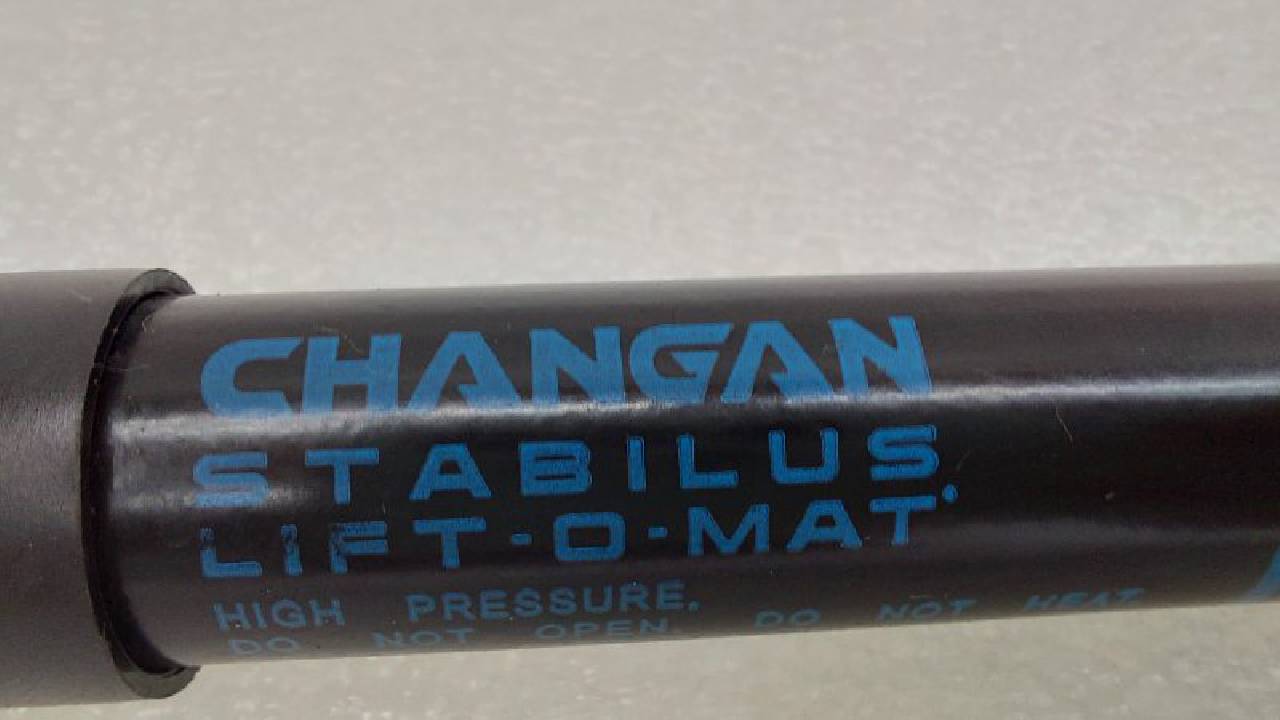 CHANGAN
STABILUS
LIFT-O-MAT
HIGH PRESSURE.
DO NOT OPEN. DO NOT HEAT